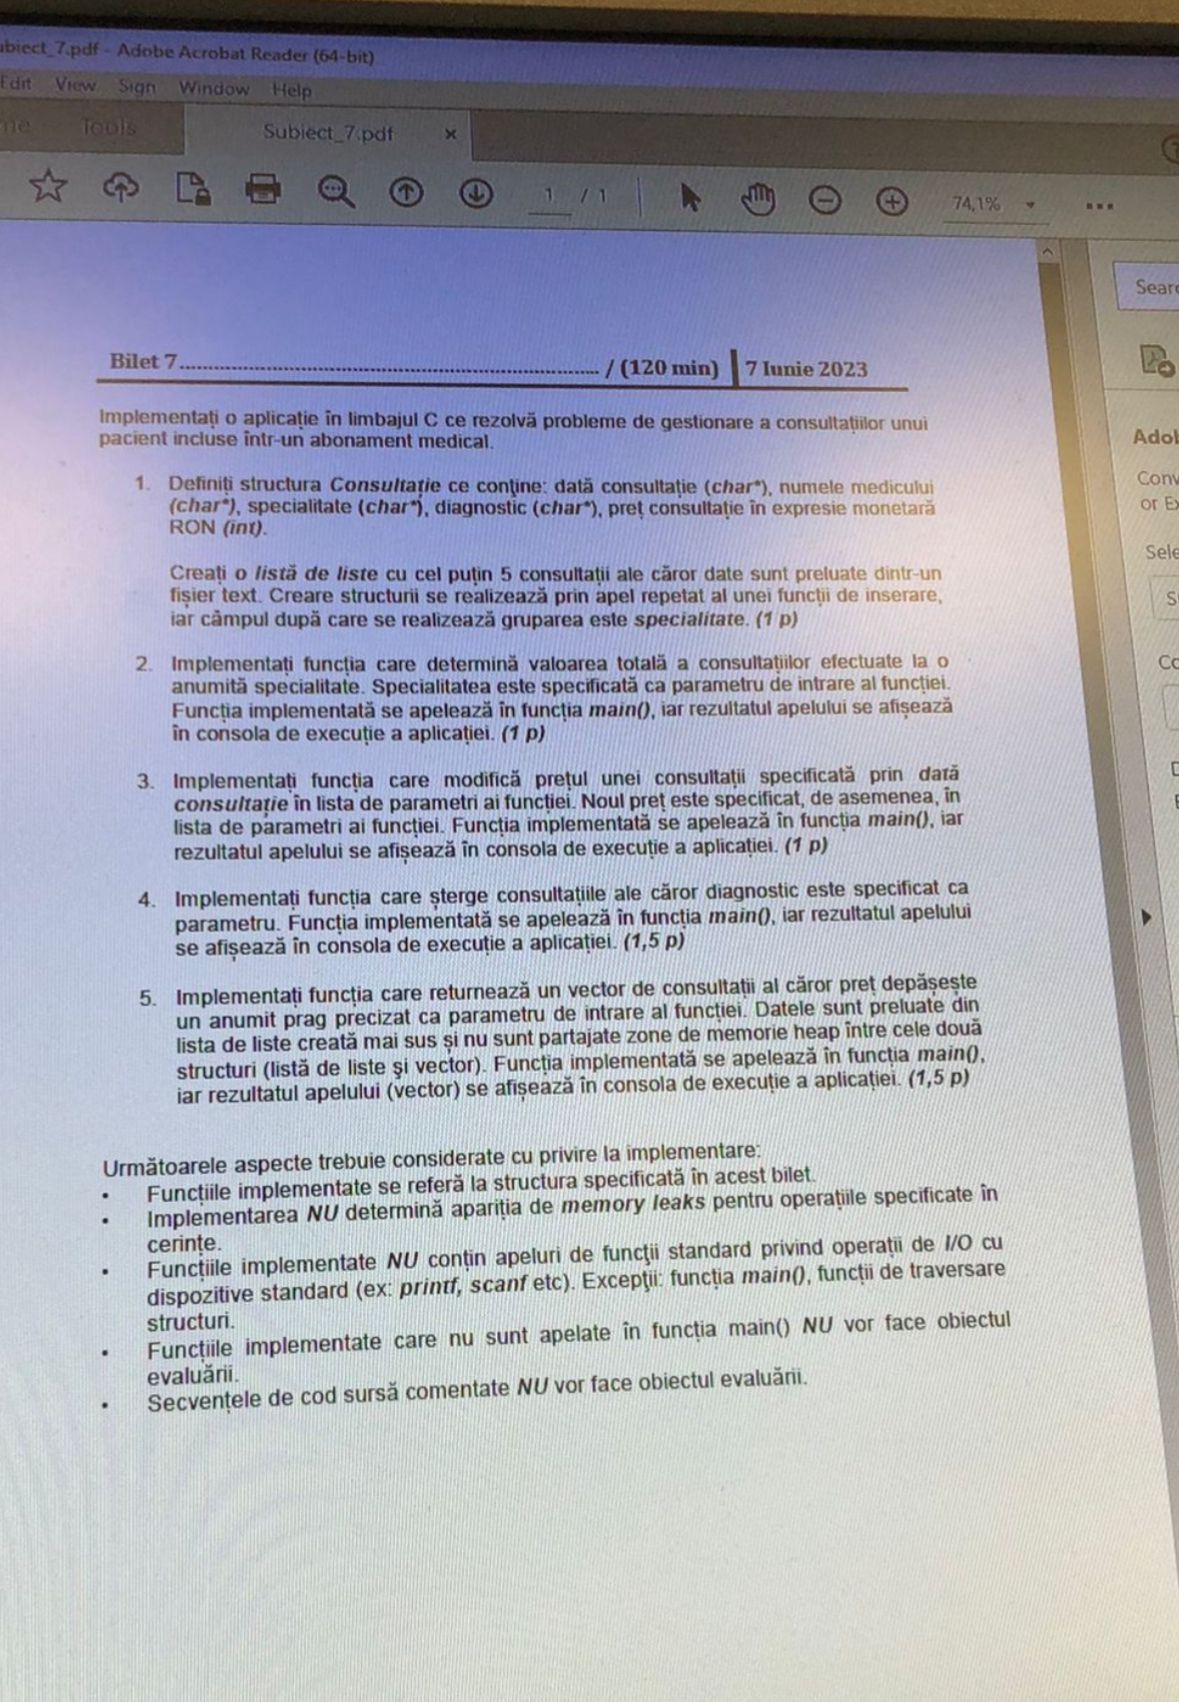 ubiect_7.pdf - Adobe Acrobat Reader (64-bit)
Edit View Sign Window Help
me Tools Subiect_7.pdf ×
1 / 1 74,1%
Sear
Bilet 7 / (120 min) 7 Iunie 2023
Implementați o aplicație în limbajul C ce rezolvă probleme de gestionare a consultațiilor unui
pacient incluse într-un abonament medical.
1. Definiți structura Consultație ce conţine: dată consultație (char*), numele medicului
(char*), specialitate (char*), diagnostic (char*), preț consultație în expresie monetară
RON (int).
Creați o listă de liste cu cel puțin 5 consultații ale căror date sunt preluate dintr-un
fișier text. Creare structurii se realizează prin apel repetat al unei funcții de inserare,
iar câmpul după care se realizează gruparea este specialitate. (1 p)
2. Implementați funcția care determină valoarea totală a consultațiilor efectuate la o
anumită specialitate. Specialitatea este specificată ca parametru de intrare al funcției.
Funcția implementată se apelează în funcția main(), iar rezultatul apelului se afișează
în consola de execuție a aplicației. (1 p)
3. Implementați funcția care modifică prețul unei consultații specificată prin dată
consultație în lista de parametri ai funcției. Noul preț este specificat, de asemenea, în
lista de parametri ai funcției. Funcția implementată se apelează în funcția main(), iar
rezultatul apelului se afișează în consola de execuție a aplicației. (1 p)
4. Implementați funcția care șterge consultațiile ale căror diagnostic este specificat ca
parametru. Funcția implementată se apelează în funcția main(), iar rezultatul apelului
se afișează în consola de execuție a aplicației. (1,5 p)
5. Implementați funcția care returnează un vector de consultații al căror preț depășește
un anumit prag precizat ca parametru de intrare al funcției. Datele sunt preluate din
lista de liste creată mai sus și nu sunt partajate zone de memorie heap între cele două
structuri (listă de liste şi vector). Funcția implementată se apelează în funcția main(),
iar rezultatul apelului (vector) se afișează în consola de execuție a aplicației. (1,5 p)
Următoarele aspecte trebuie considerate cu privire la implementare:
• Funcțiile implementate se referă la structura specificată în acest bilet.
• Implementarea NU determină apariția de memory leaks pentru operațiile specificate în
cerințe.
• Funcțiile implementate NU conțin apeluri de funcţii standard privind operații de I/O cu
dispozitive standard (ex: printf, scanf etc). Excepţii: funcția main(), funcții de traversare
structuri.
• Funcțiile implementate care nu sunt apelate în funcția main() NU vor face obiectul
evaluării.
• Secvențele de cod sursă comentate NU vor face obiectul evaluării.
Adol
Conv
or Ex
Sele
S
Co